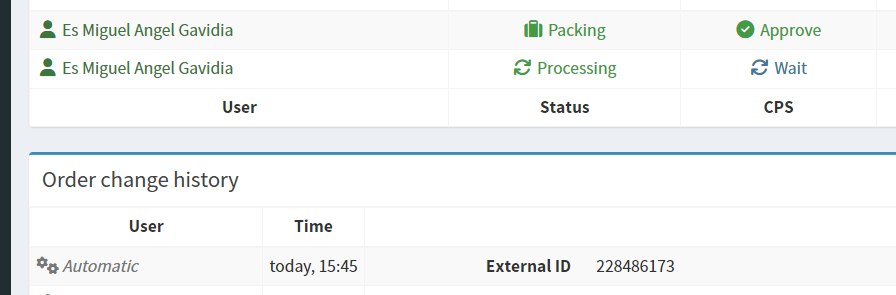 Es Miguel Angel Gavidia Packing Approve
Es Miguel Angel Gavidia Processing Wait
User Status CPS
Order change history
User Time
Automatic today, 15:45 External ID 228486173